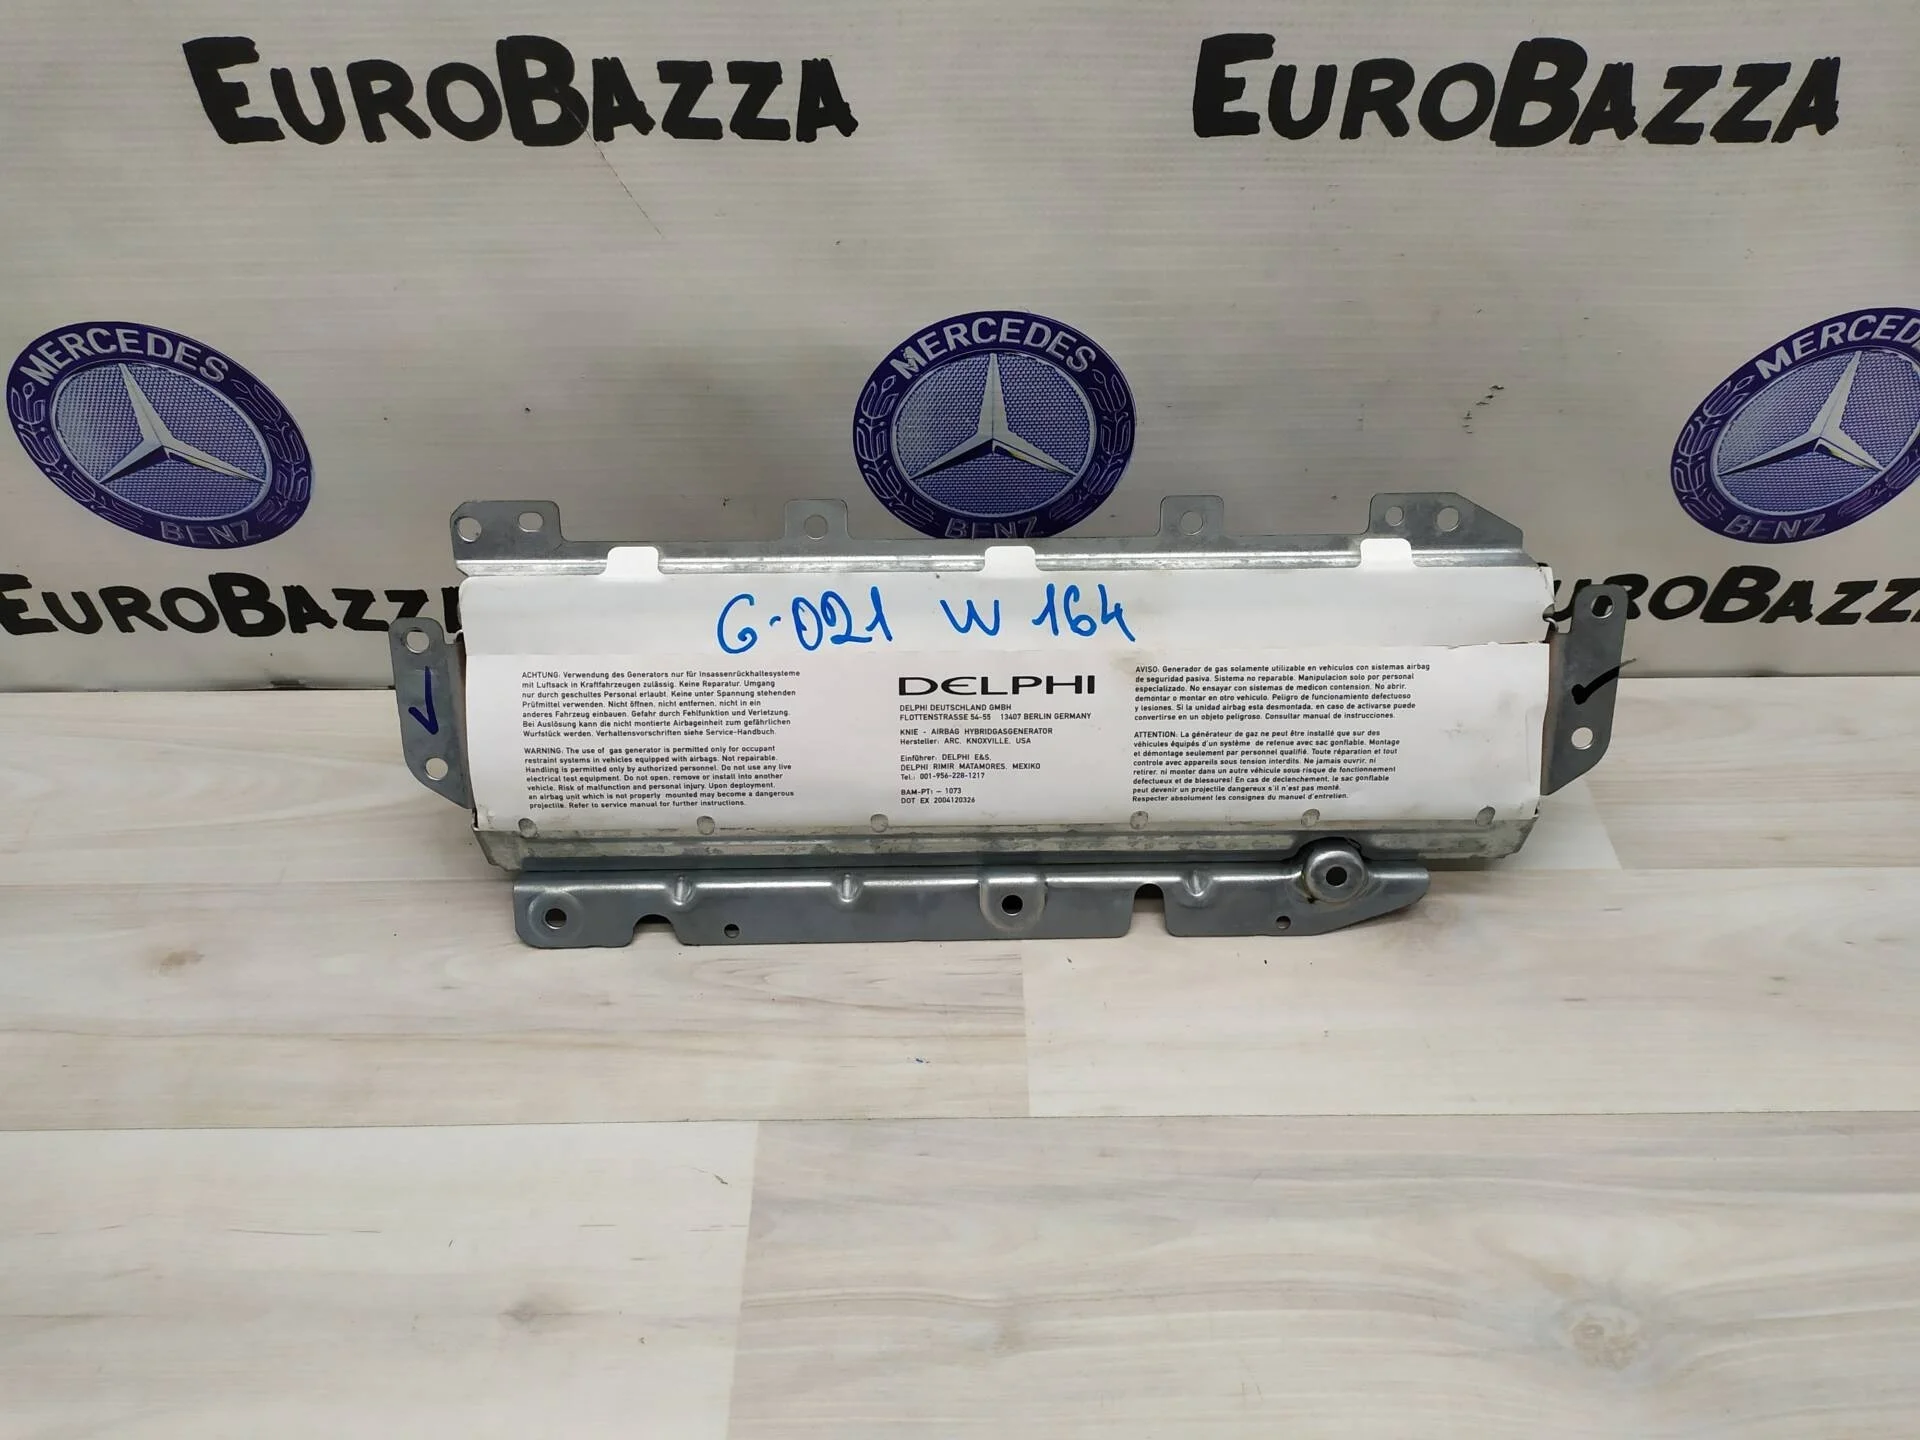 EUROBAZZA
EUROBAZZA
MERCEDES
BENZ
MERCEDES
BENZ
MERCEDES
BENZ
EUROBAZZ
UROBAZZ
G-021 W 164
ACHTUNG: Verwendung des Generators nur für Insassenrückhaltesysteme
mit Luftsack in Kraftfahrzeugen zulässig. Keine Reparatur. Umgang
nur durch geschultes Personal erlaubt. Keine unter Spannung stehenden
Prüfmittel verwenden. Nicht öffnen, nicht entfernen, nicht in ein
anderes Fahrzeug einbauen. Gefahr durch Fehlfunktion und Verletzung.
Bei Auslösung kann die nicht montierte Airbageinheit zum gefährlichen
Wurfstück werden. Verhaltensvorschriften siehe Service-Handbuch.
WARNING: The use of gas generator is permitted only for occupant
restraint systems in vehicles equipped with airbags. Not repairable.
Handling is permitted only by authorized personnel. Do not use any live
electrical test equipment. Do not open, remove or install into another
vehicle. Risk of malfunction and personal injury. Upon deployment,
an airbag unit which is not properly mounted may become a dangerous
projectile. Refer to service manual for further instructions.
DELPHI
DELPHI DEUTSCHLAND GMBH
FLOTTENSTRASSE 54-55 13407 BERLIN GERMANY
KNIE - AIRBAG HYBRIDGASGENERATOR
Hersteller: ARC, KNOXVILLE, USA
Einführer: DELPHI E&S,
DELPHI RIMIR MATAMORES, MEXIKO
Tel.: 001-956-228-1217
BAM-PT1 - 1073
DOT EX 2004120326
AVISO: Generador de gas solamente utilizable en vehiculos con sistemas airbag
de seguridad pasiva. Sistema no reparable. Manipulacion solo por personal
especializado. No ensayar con sistemas de medicon contension. No abrir,
demontar o montar en otro vehiculo. Peligro de funcionamiento defectuoso
y lesiones. Si la unidad airbag esta desmontada, en caso de activarse puede
convertirse en un objeto peligroso. Consultar manual de instrucciones.
ATTENTION: La générateur de gaz ne peut être installé que sur des
véhicules équipés d'un système de retenue avec sac gonflable. Montage
et démontage seulement par personnel qualifié. Toute réparation et tout
controle avec appareils sous tension interdits. Ne jamais ouvrir, ni
retirer, ni monter dans un autre véhicule sous risque de fonctionnement
defectueux et de blessures! En cas de declenchement, le sac gonflable
peut devenir un projectile dangereux s'il n'est pas monté.
Respecter absolument les consignes du manuel d'entretien.